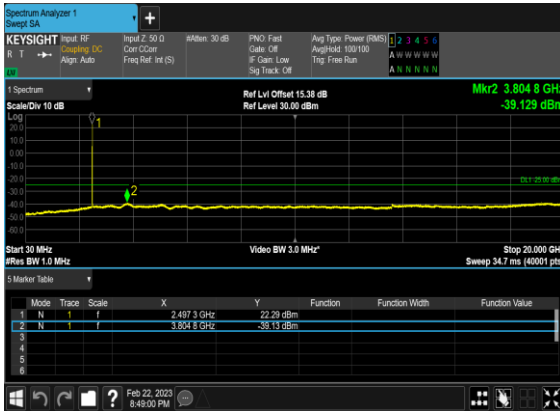 Spectrum Analyzer 1
Swept SA
+
KEYSIGHT
R T
Input: RF
Coupling: DC
Align: Auto
Input Z: 50 Ω
Corr CCorr
Freq Ref: Int (S)
#Atten: 30 dB
PNO: Fast
Gate: Off
IF Gain: Low
Sig Track: Off
Avg Type: Power (RMS)
Avg|Hold: 100/100
Trig: Free Run
1 2 3 4 5 6
A W W W W W
A N N N N N
1 Spectrum
Scale/Div 10 dB
Ref Lvl Offset 15.38 dB
Ref Level 30.00 dBm
Mkr2 3.804 8 GHz
-39.129 dBm
Log
20.0
10.0
0.00
-10.0
-20.0
-30.0
-40.0
-50.0
-60.0
1
2
DL1 -25.00 dBm
Start 30 MHz
#Res BW 1.0 MHz
Video BW 3.0 MHz*
Stop 20.000 GHz
Sweep 34.7 ms (40001 pts)
5 Marker Table
Mode Trace Scale X Y Function Function Width Function Value
1 N 1 f 2.497 3 GHz 22.29 dBm
2 N 1 f 3.804 8 GHz -39.13 dBm
3
4
5
6
?
Feb 22, 2023
8:49:00 PM